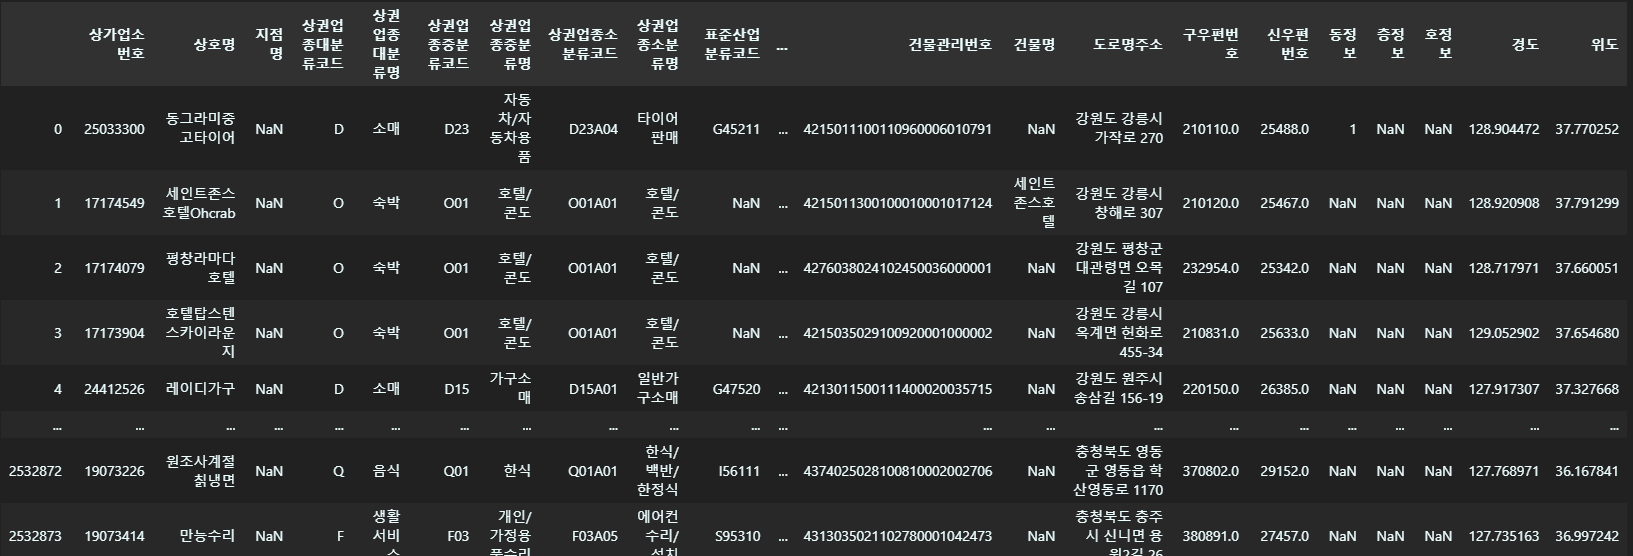 상가업소번호 상호명 지점명 상권업종대분류코드 상권업종대분류명 상권업종중분류코드 상권업종중분류명 상권업종소분류코드 상권업종소분류명 표준산업분류코드 ... 건물관리번호 건물명 도로명주소 구우편번호 신우편번호 동정보 층정보 호정보 경도 위도
0 25033300 동그라미중고타이어 NaN D 소매 D23 자동차/자동차용품 D23A04 타이어판매 G45211 ... 4215011100110960006010791 NaN 강원도 강릉시 가작로 270 210110.0 25488.0 1 NaN NaN 128.904472 37.770252
1 17174549 세인트존스호텔Ohcrab NaN O 숙박 O01 호텔/콘도 O01A01 호텔/콘도 NaN ... 4215011300100010001017124 세인트존스호텔 강원도 강릉시 창해로 307 210120.0 25467.0 NaN NaN NaN 128.920908 37.791299
2 17174079 평창라마다호텔 NaN O 숙박 O01 호텔/콘도 O01A01 호텔/콘도 NaN ... 4276038024102450036000001 NaN 강원도 평창군 대관령면 오목길 107 232954.0 25342.0 NaN NaN NaN 128.717971 37.660051
3 17173904 호텔탑스텐스카이라운지 NaN O 숙박 O01 호텔/콘도 O01A01 호텔/콘도 NaN ... 4215035029100920001000002 NaN 강원도 강릉시 옥계면 헌화로 455-34 210831.0 25633.0 NaN NaN NaN 129.052902 37.654680
4 24412526 레이디가구 NaN D 소매 D15 가구소매 D15A01 일반가구소매 G47520 ... 4213011500111400020035715 NaN 강원도 원주시 송삼길 156-19 220150.0 26385.0 NaN NaN NaN 127.917307 37.327668
... ... ... ... ... ... ... ... ... ... ... ... ... ... ... ... ... ... ... ... ... ...
2532872 19073226 원조사계절칡냉면 NaN Q 음식 Q01 한식 Q01A01 한식/백반/한정식 I56111 ... 4374025028100810002002706 NaN 충청북도 영동군 영동읍 학산영동로 1170 370802.0 29152.0 NaN NaN NaN 127.768971 36.167841
2532873 19073414 만능수리 NaN F 생활서비스 F03 개인/가정용품수리 F03A05 에어컨수리/설치 S95310 ... 4313035021102780001042473 NaN 충청북도 충주시 신니면 용원2길 26 380891.0 27457.0 NaN NaN NaN 127.735163 36.997242